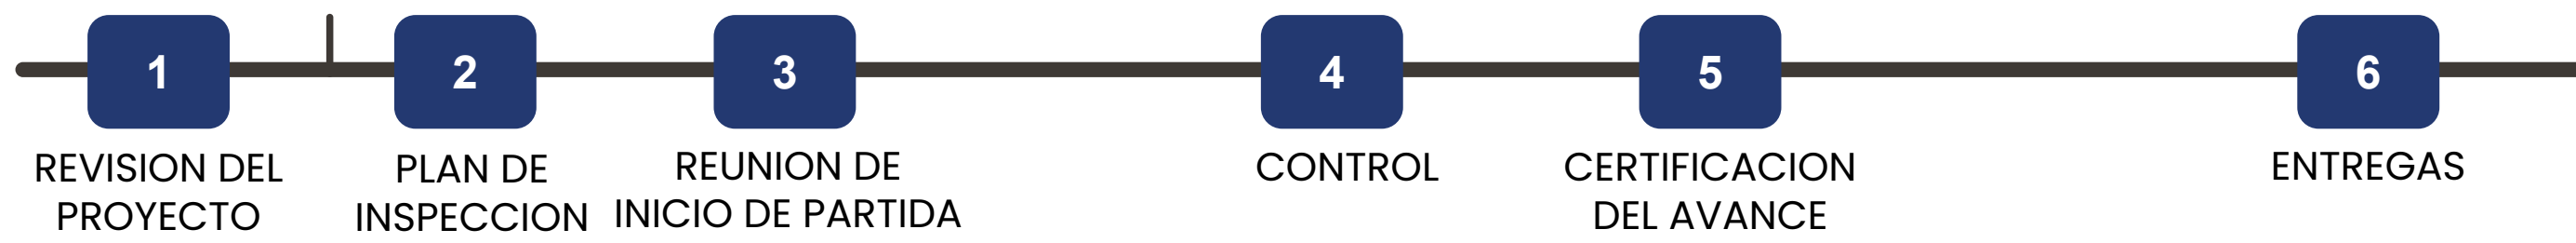 1
REVISION DEL
PROYECTO
2
PLAN DE
INSPECCION
3
REUNION DE
INICIO DE PARTIDA
4
CONTROL
5
CERTIFICACION
DEL AVANCE
6
ENTREGAS